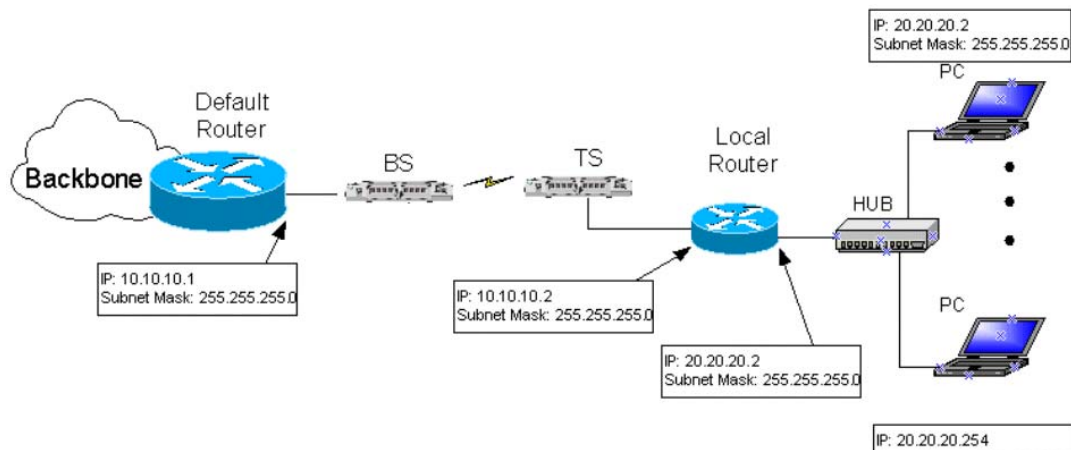 IP: 20.20.20.2
Subnet Mask: 255.255.255.0
PC
Default
Router
BS
TS
Local
Router
Backbone
HUB
IP: 10.10.10.1
Subnet Mask: 255.255.255.0
IP: 10.10.10.2
Subnet Mask: 255.255.255.0
PC
IP: 20.20.20.2
Subnet Mask: 255.255.255.0
IP: 20.20.20.254